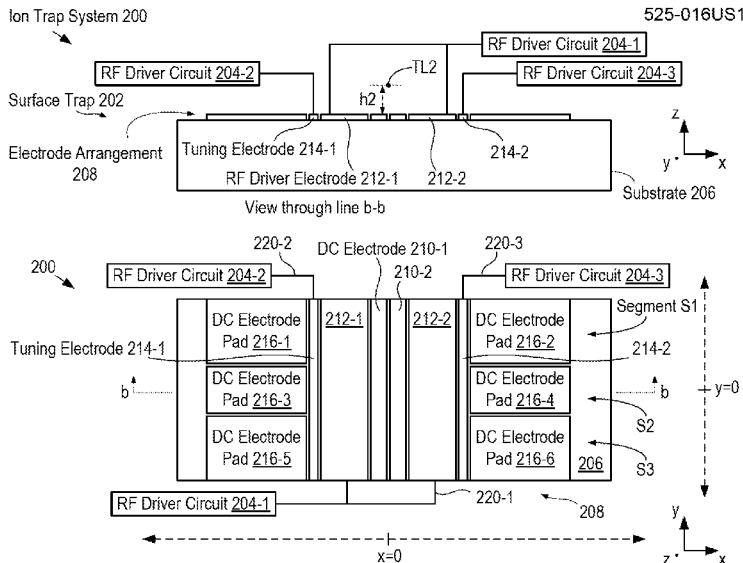 525-016US1
Ion Trap System 200
RF Driver Circuit 204-1
TL2
RF Driver Circuit 204-2
RF Driver Circuit 204-3
h2
Surface Trap 202
z
Tuning Electrode 214-1
214-2
Electrode Arrangement
208
y
x
RF Driver Electrode 212-1
212-2
Substrate 206
View through line b-b
220-2
DC Electrode 210-1
220-3
200
210-2
RF Driver Circuit 204-2
RF Driver Circuit 204-3
Segment S1
DC Electrode
Pad 216-1
212-1
212-2
DC Electrode
Pad 216-2
Tuning Electrode 214-1
214-2
b
DC Electrode
Pad 216-3
DC Electrode
Pad 216-4
b
y=0
S2
DC Electrode
Pad 216-5
DC Electrode
Pad 216-6
206
S3
RF Driver Circuit 204-1
220-1
208
y
x=0
z
x